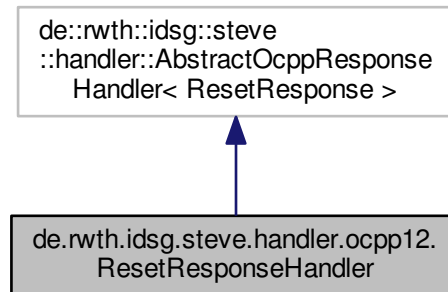 de::rwth::idsg::steve
::handler::AbstractOcppResponse
Handler< ResetResponse >
de.rwth.idsg.steve.handler.ocpp12.
ResetResponseHandler